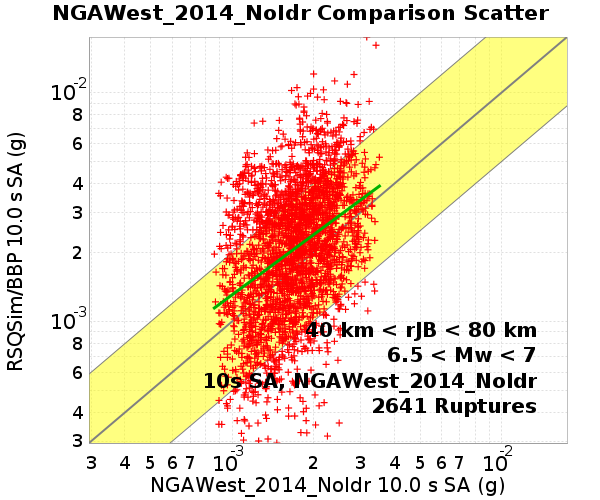 NGAWest_2014_NoIdr Comparison Scatter
RSQSim/BBP 10.0 s SA (g)
10-2
8
6
4
3
2
10-3
8
6
4
3
40 km < rJB < 80 km
6.5 < Mw < 7
10s SA, NGAWest_2014_NoIdr
2641 Ruptures
3 4 5 6 7 10-3 2 3 4 5 6 7 10-2
NGAWest_2014_NoIdr 10.0 s SA (g)